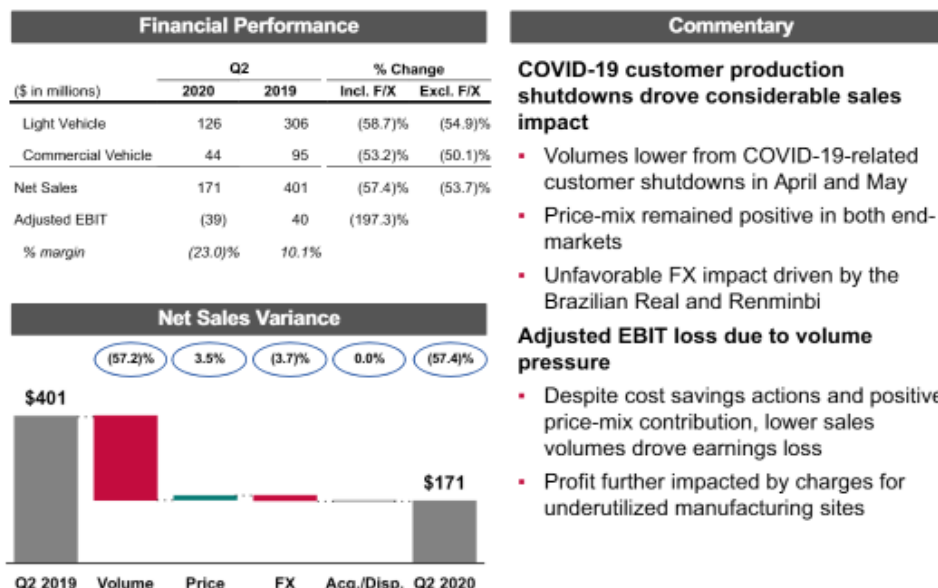 Financial Performance
Q2 % Change
($ in millions) 2020 2019 Incl. F/X Excl. F/X
Light Vehicle 126 306 (58.7)% (54.9)%
Commercial Vehicle 44 95 (53.2)% (50.1)%
Net Sales 171 401 (57.4)% (53.7)%
Adjusted EBIT (39) 40 (197.3)%
% margin (23.0)% 10.1%
Net Sales Variance
(57.2)% 3.5% (3.7)% 0.0% (57.4)%
$401
$171
Q2 2019 Volume Price FX Acq./Disp. Q2 2020
Commentary
COVID-19 customer production
shutdowns drove considerable sales
impact
▪ Volumes lower from COVID-19-related
customer shutdowns in April and May
▪ Price-mix remained positive in both end-
markets
▪ Unfavorable FX impact driven by the
Brazilian Real and Renminbi
Adjusted EBIT loss due to volume
pressure
▪ Despite cost savings actions and positive
price-mix contribution, lower sales
volumes drove earnings loss
▪ Profit further impacted by charges for
underutilized manufacturing sites